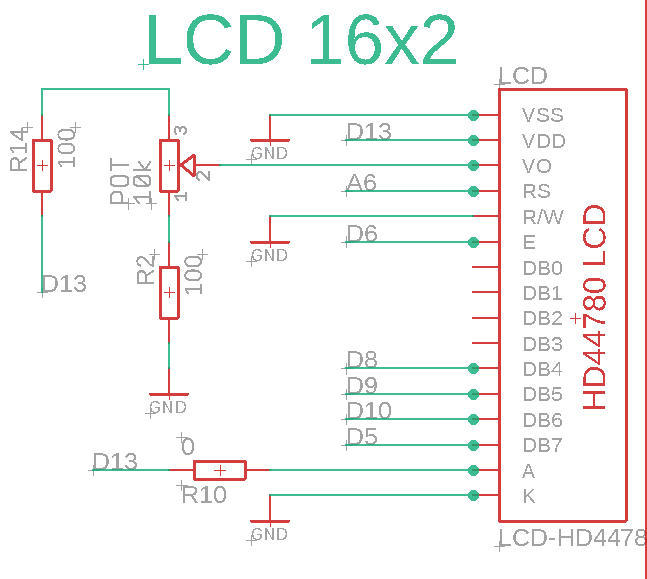 LCD 16x2
LCD
VSS
D13
VDD
GND
VO
A6
RS
R/W
D6
E
GND
DB0
DB1
DB2
DB3
D8
DB4
D9
DB5
D10
DB6
D5
DB7
A
K
GND
HD44780 LCD
LCD-HD4478
R14
100
D13
POT
10k
3
2
1
R2
100
GND
D13
0
R10